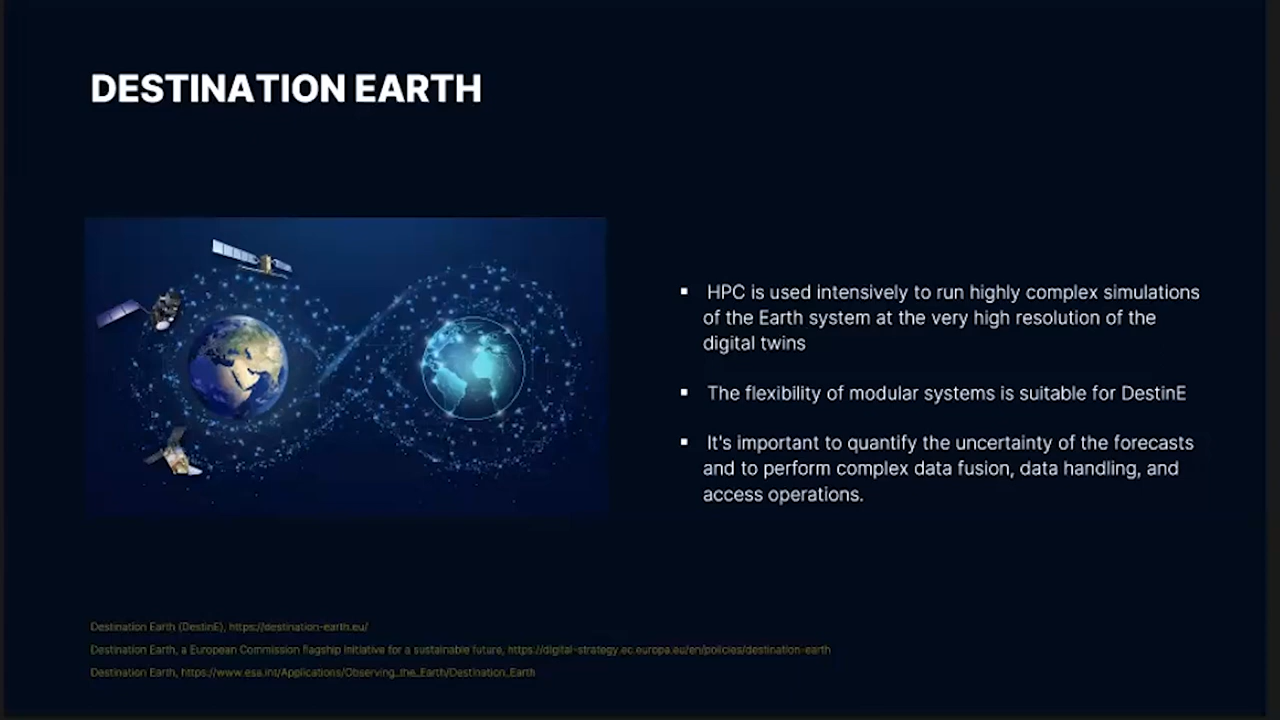 DESTINATION EARTH
▪ HPC is used intensively to run highly complex simulations
of the Earth system at the very high resolution of the
digital twins
▪ The flexibility of modular systems is suitable for DestinE
▪ It's important to quantify the uncertainty of the forecasts
and to perform complex data fusion, data handling, and
access operations.
Destination Earth (DestinE), https://destination-earth.eu/
Destination Earth, a European Commission flagship initiative for a sustainable future, https://digital-strategy.ec.europa.eu/en/policies/destination-earth
Destination Earth, https://www.esa.int/Applications/Observing_the_Earth/Destination_Earth